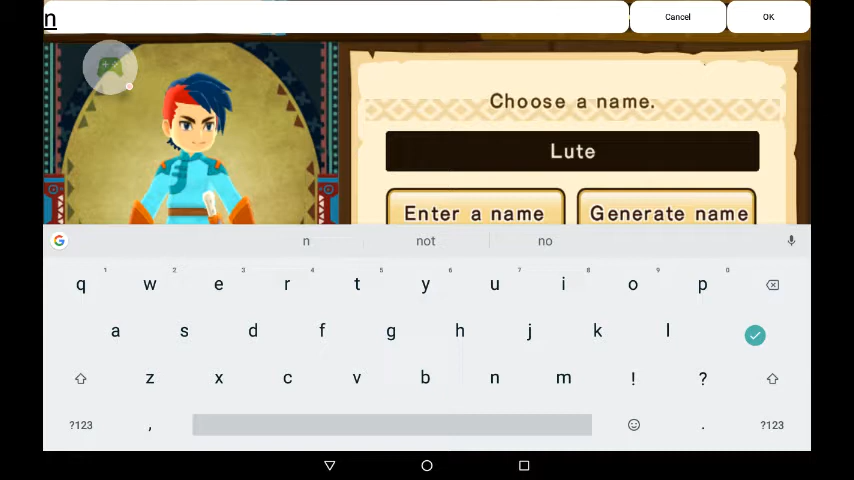 n
Cancel
OK
Choose a name.
Lute
Enter a name
Generate name
G n not no
1 2 3 4 5 6 7 8 9 0
q w e r t y u i o p
a s d f g h j k l
z x c v b n m ! ?
?123 , . ?123